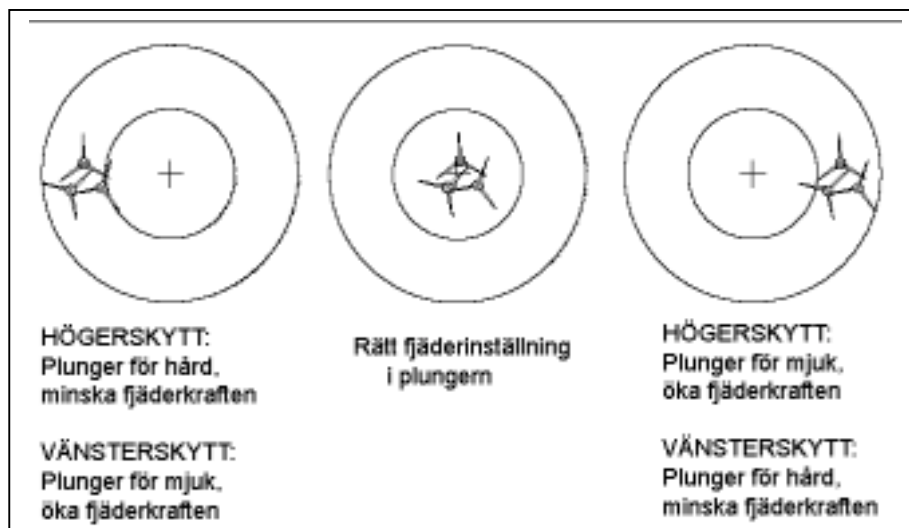 HÖGERSKYTT:
Plunger för hård,
minska fjäderkraften
VÄNSTERSKYTT:
Plunger för mjuk,
öka fjäderkraften
Rätt fjäderinställning
i plungern
HÖGERSKYTT:
Plunger för mjuk,
öka fjäderkraften
VÄNSTERSKYTT:
Plunger för hård,
minska fjäderkraften